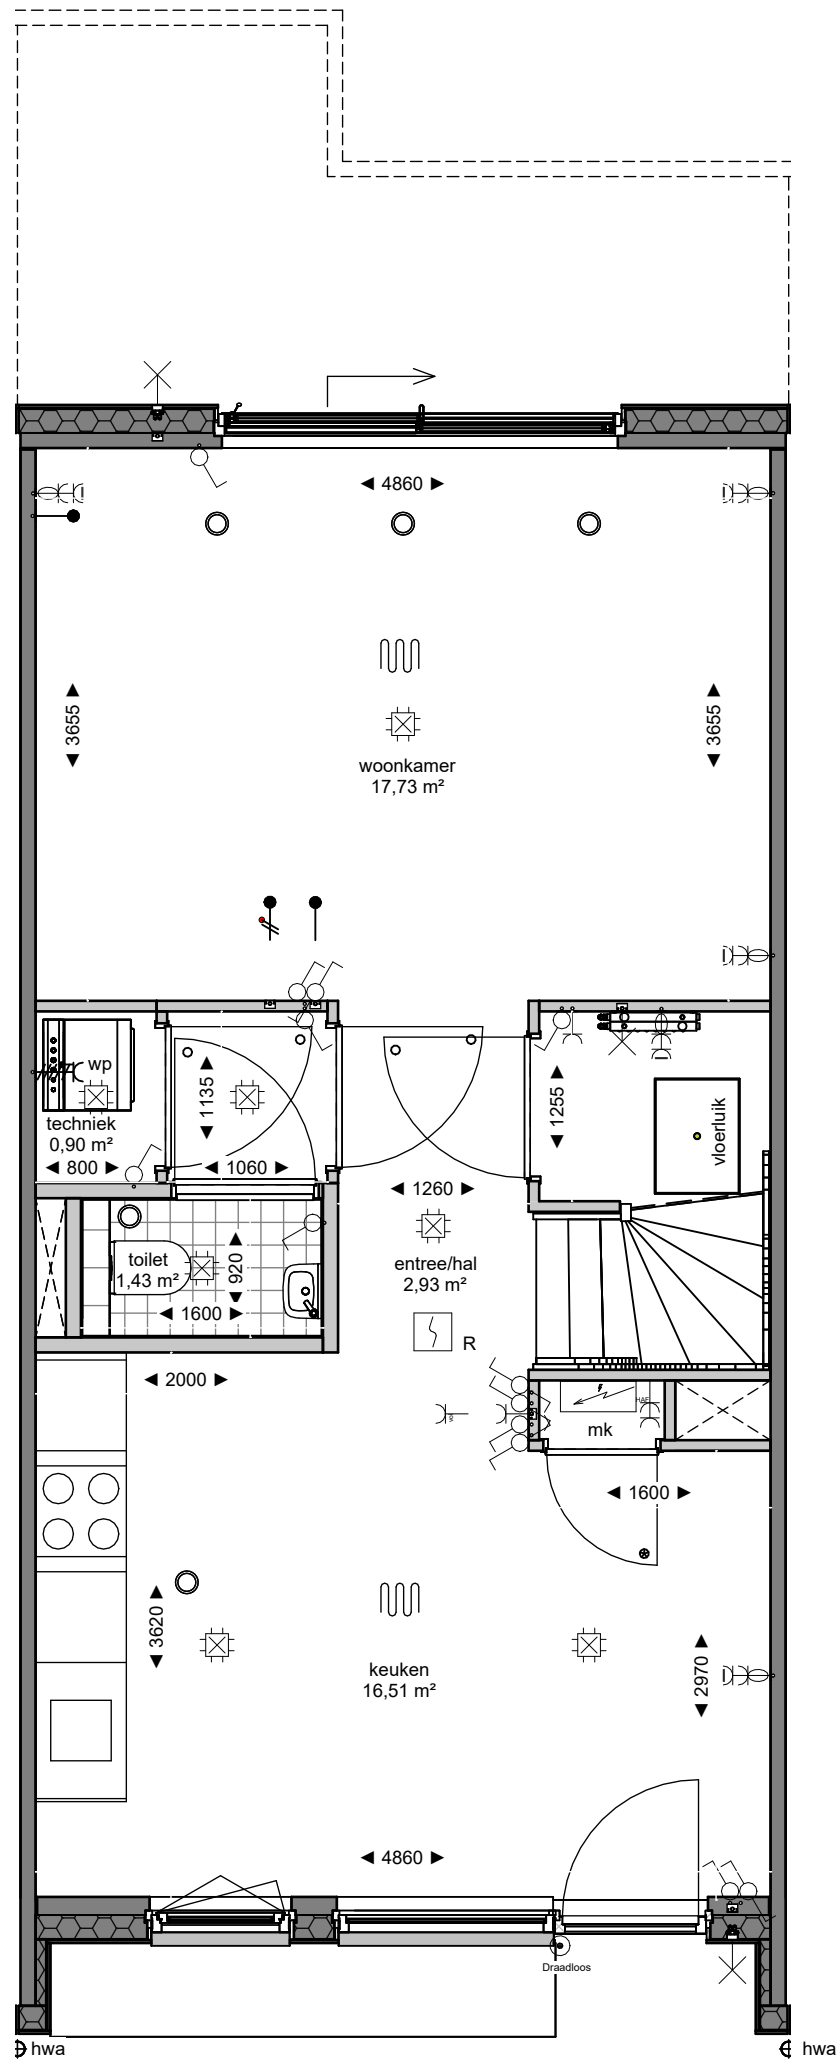 4860
3655
3655
woonkamer
17,73 m²
wp
techniek
0,90 m²
800
1135
1060
1255
vloerluik
1260
entree/hal
2,93 m²
R
toilet
1,43 m²
920
1600
2000
mk
1600
3620
keuken
16,51 m²
2970
4860
Draadloos
hwa
hwa